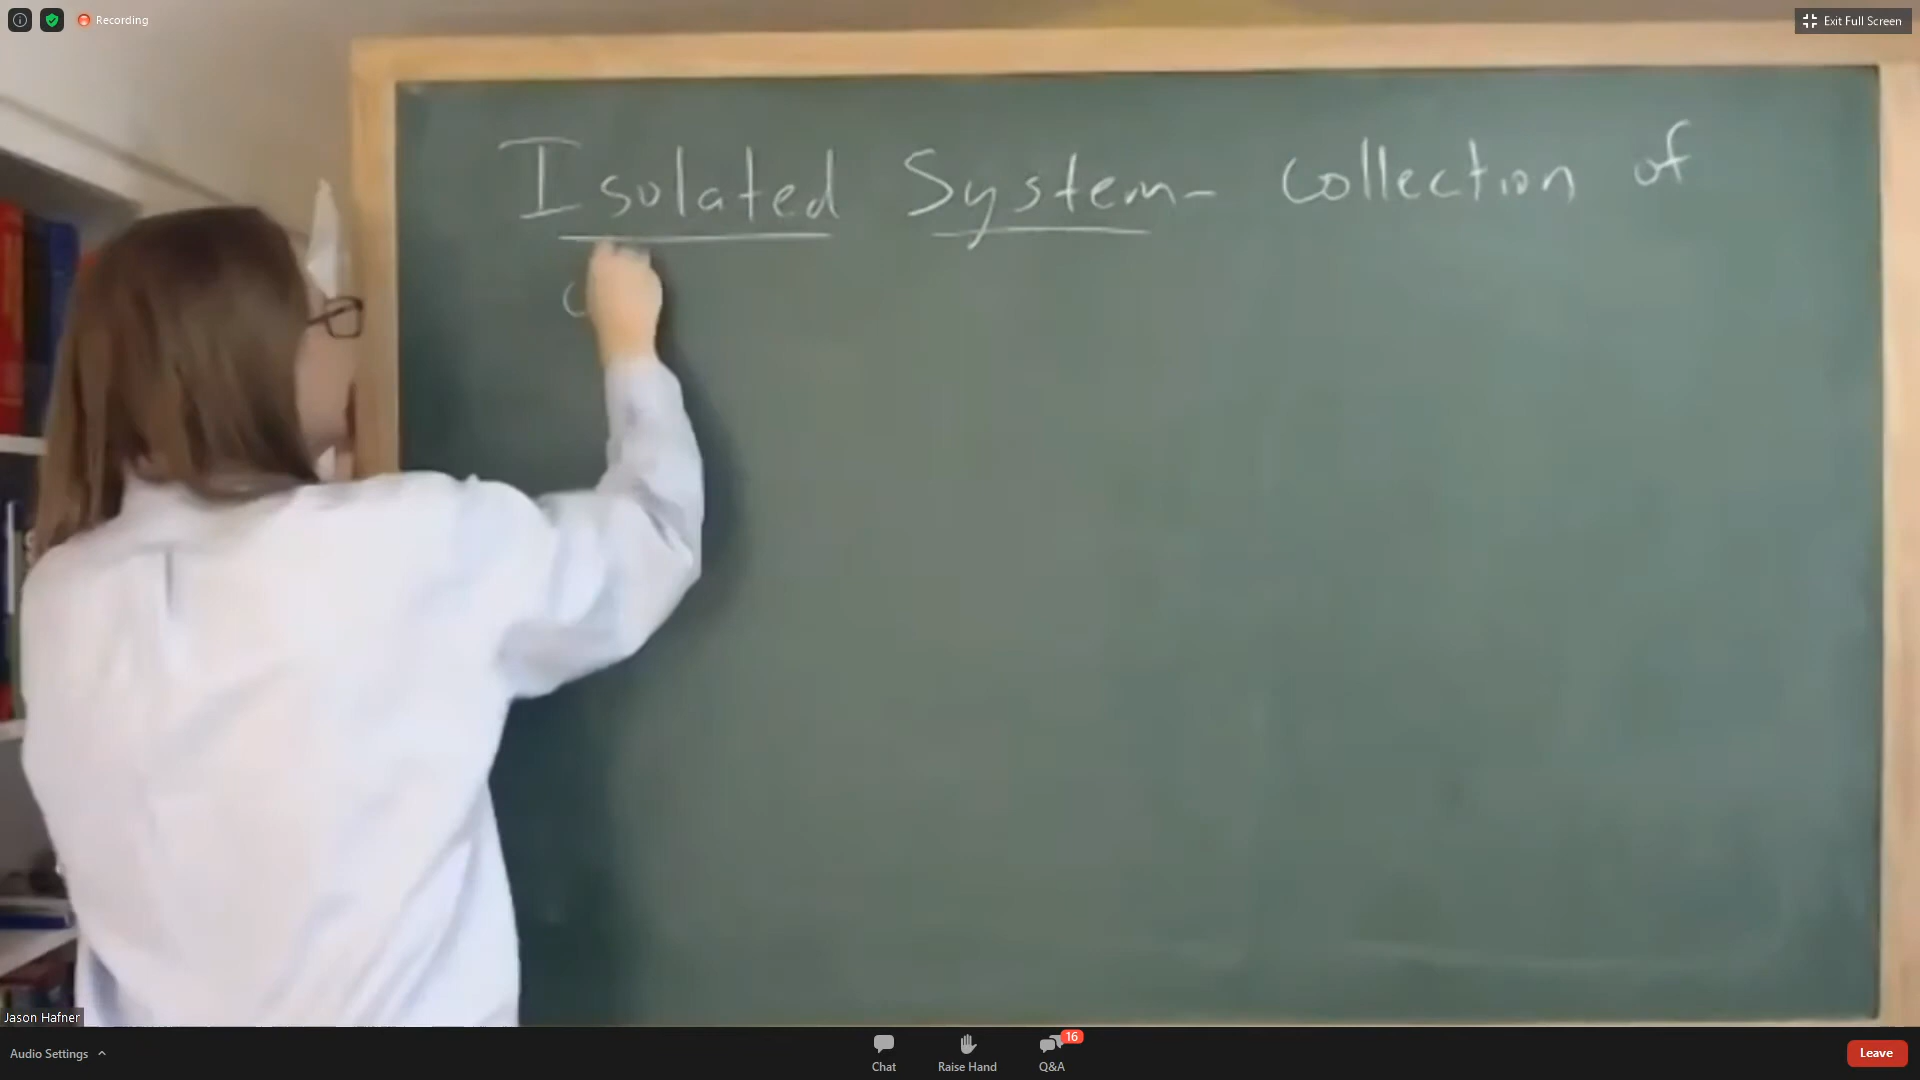 Recording
Exit Full Screen
Isolated System- Collection of
Jason Hafner
Audio Settings
Chat
Raise Hand
Q&A
16
Leave